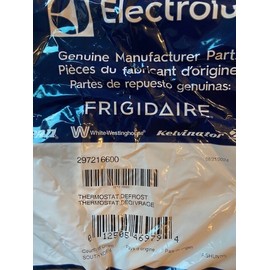 Electrolu
Genuine Manufacturer Part
Pièces du fabricant d'origine
Partes de repuesto genuinas:
FRIGIDAIRE
White-Westinghouse Kelvinator
297216600
THERMOSTAT DEFROST
THERMOSTAT DEGIVRAGE